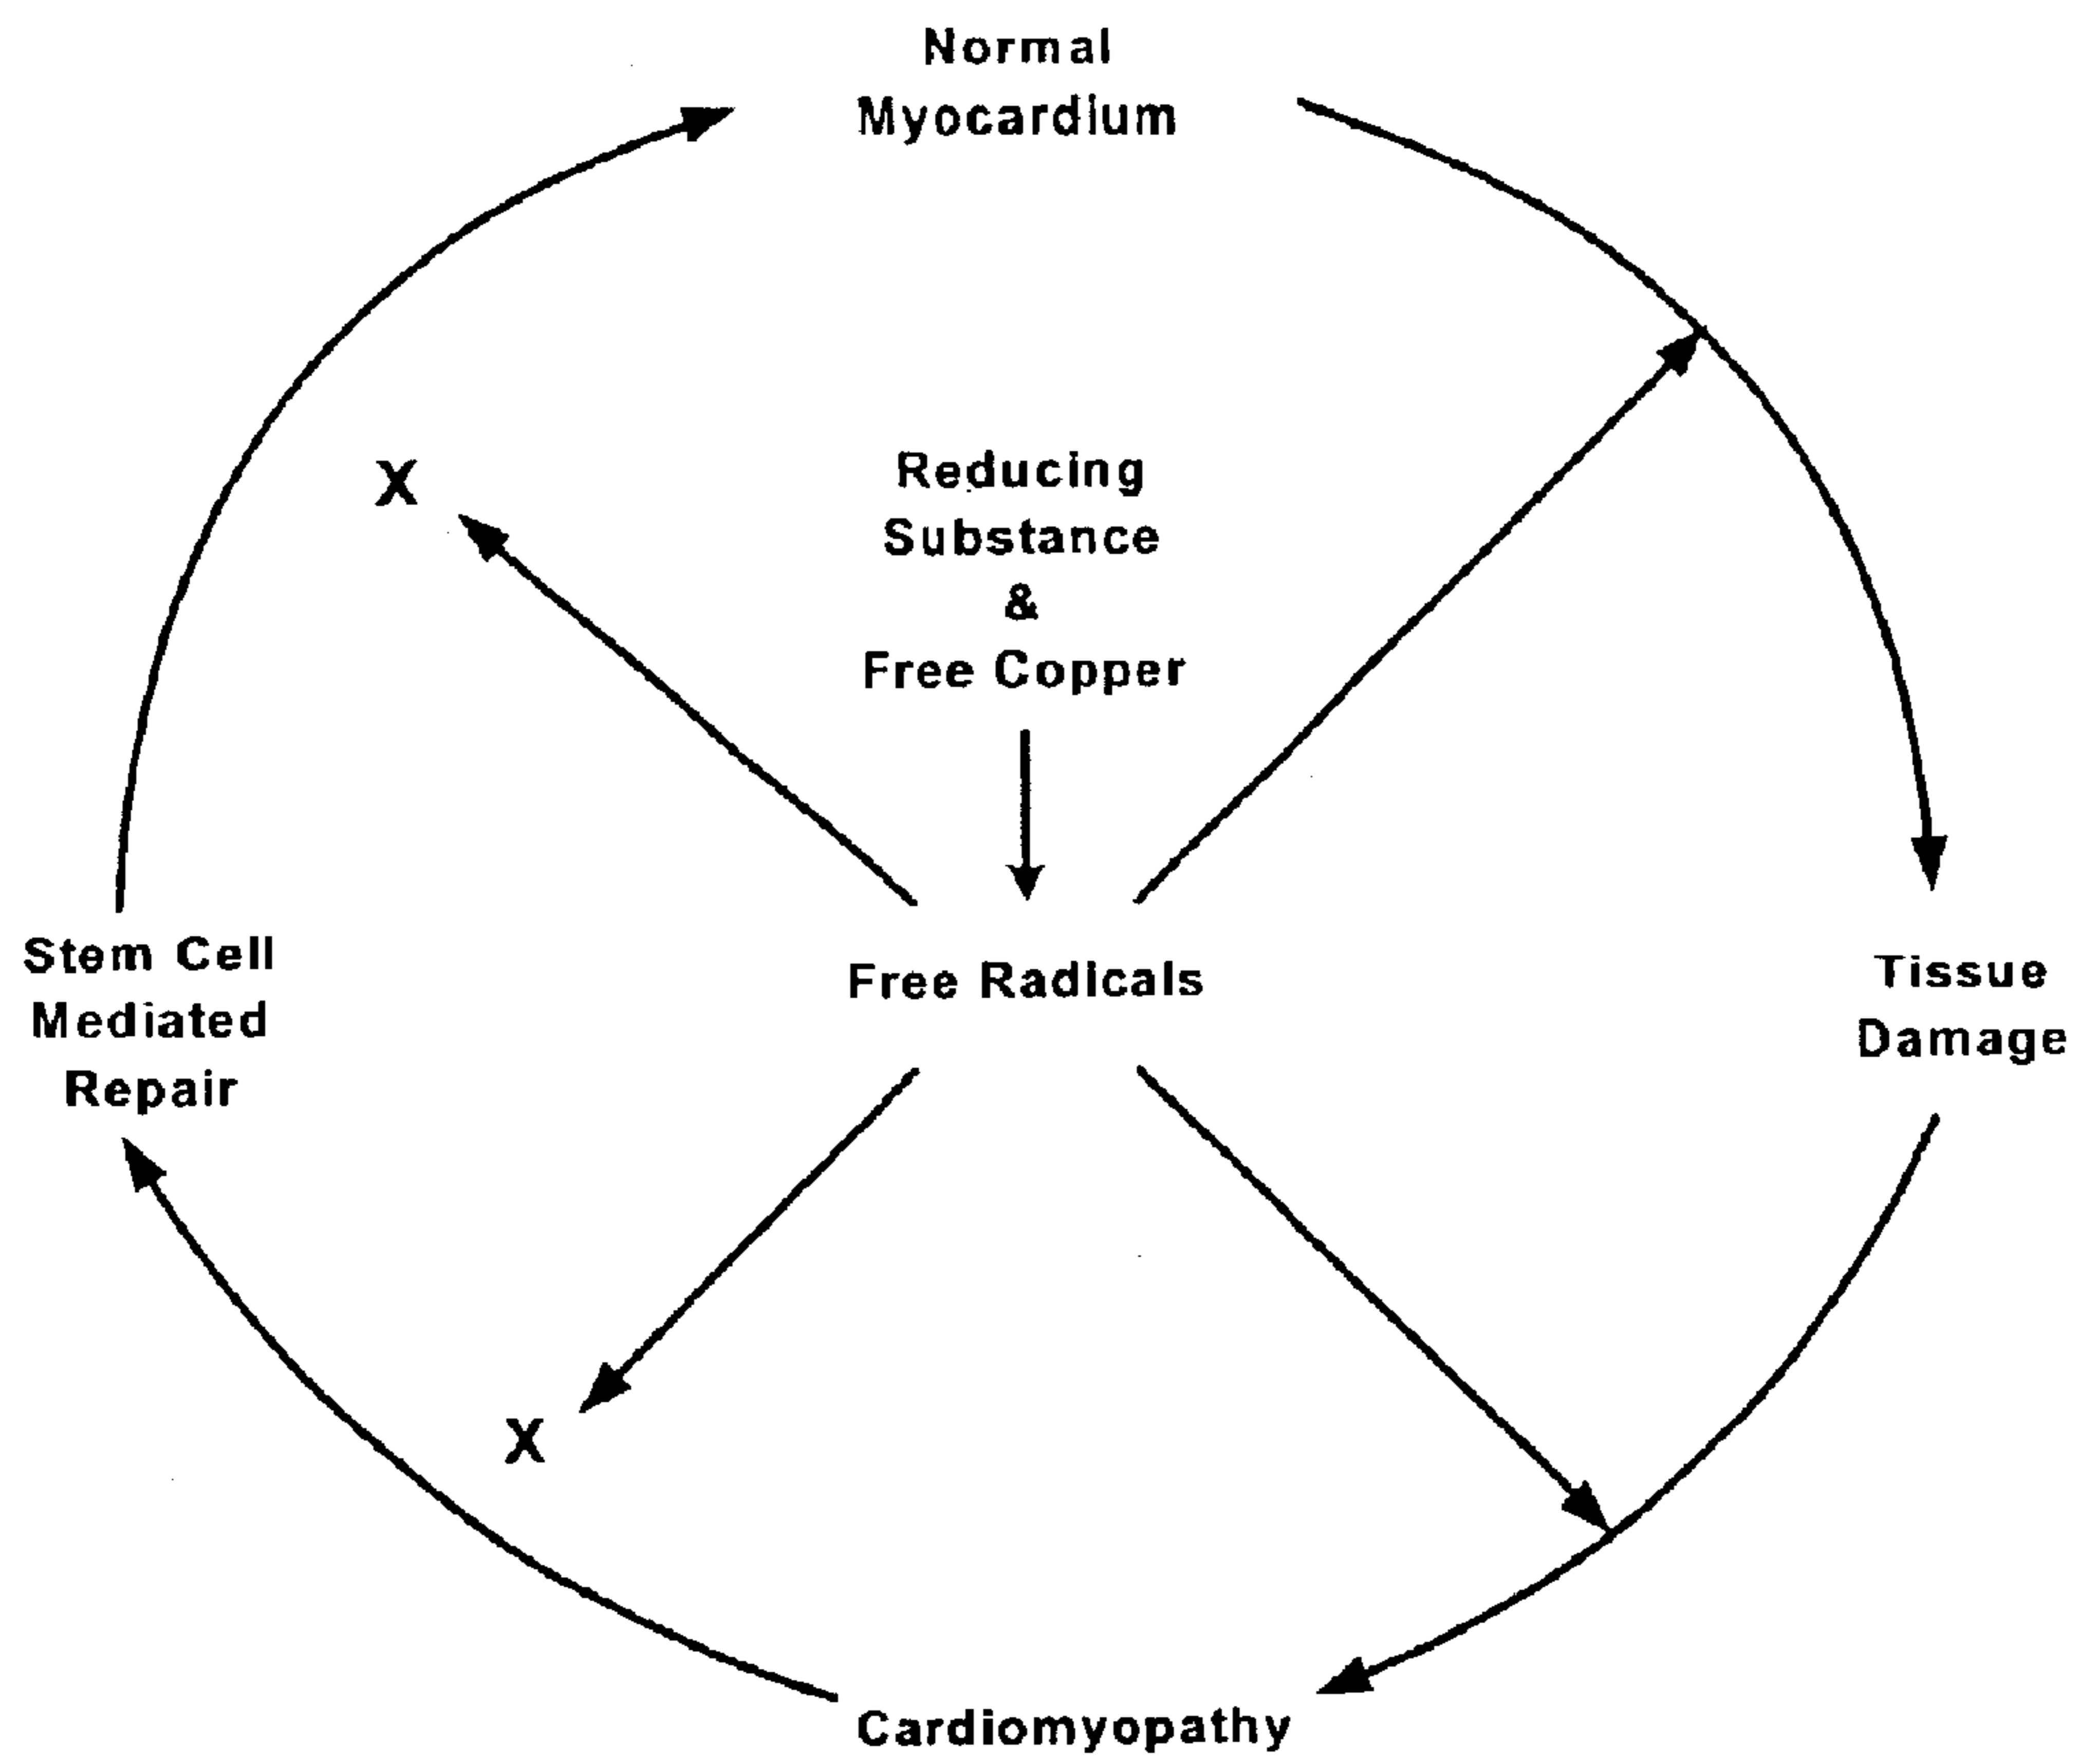 Normal
Myocardium
X
Reducing
Substance
&
Free Copper
Stem Cell
Mediated
Repair
Free Radicals
Tissue
Damage
X
Cardiomyopathy